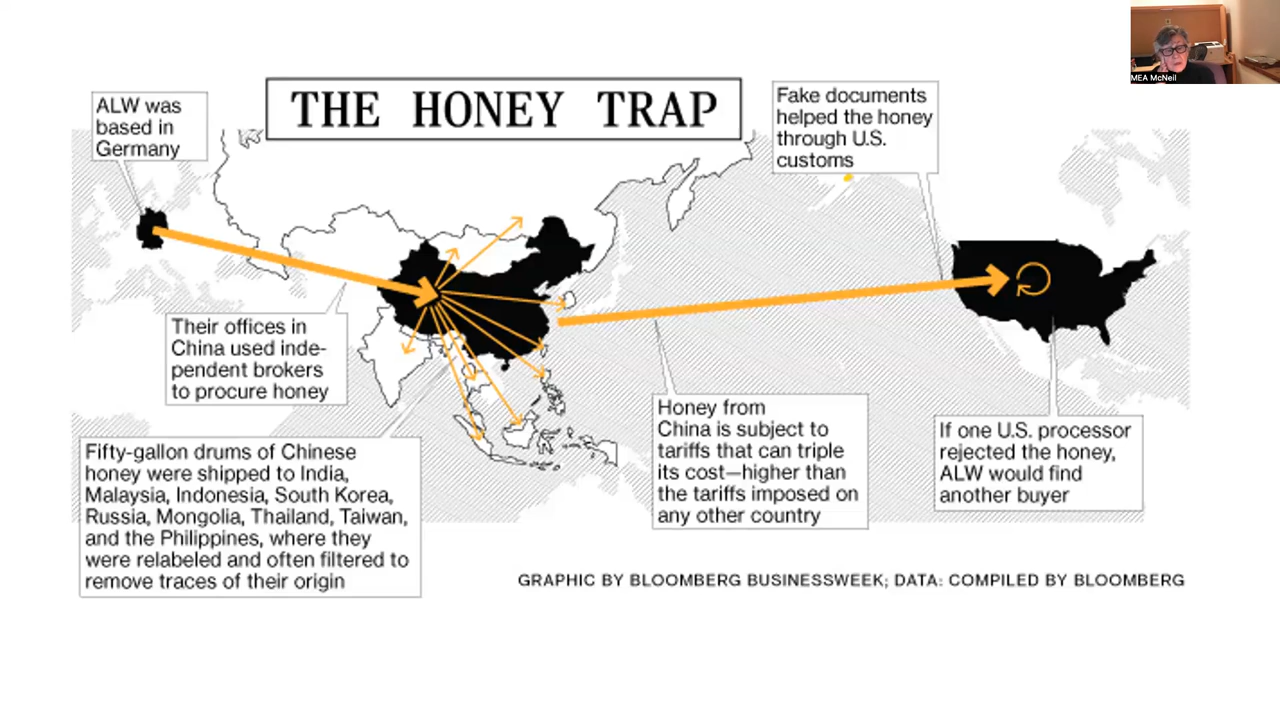 MEA McNeil
THE HONEY TRAP
ALW was
based in
Germany
Fake documents
helped the honey
through U.S.
customs
Their offices in
China used inde-
pendent brokers
to procure honey
Fifty-gallon drums of Chinese
honey were shipped to India,
Malaysia, Indonesia, South Korea,
Russia, Mongolia, Thailand, Taiwan,
and the Philippines, where they
were relabeled and often filtered to
remove traces of their origin
Honey from
China is subject to
tariffs that can triple
its cost—higher than
the tariffs imposed on
any other country
If one U.S. processor
rejected the honey,
ALW would find
another buyer
GRAPHIC BY BLOOMBERG BUSINESSWEEK; DATA: COMPILED BY BLOOMBERG